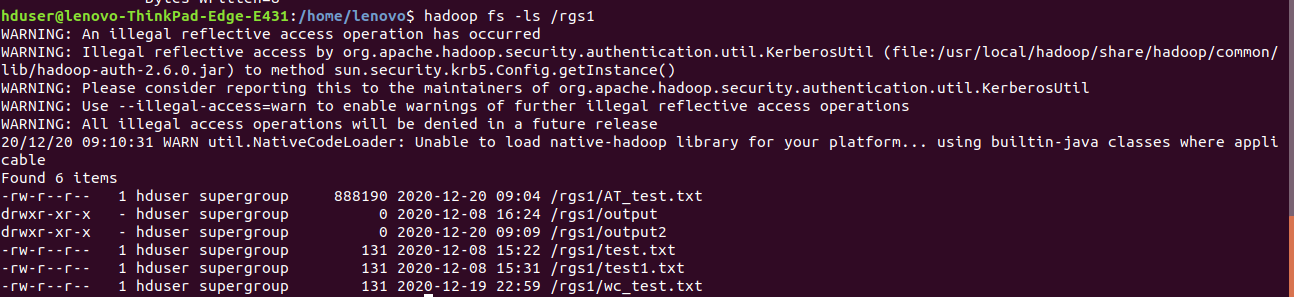 Bytes Written=8
hduser@lenovo-ThinkPad-Edge-E431:/home/lenovo$ hadoop fs -ls /rgs1
WARNING: An illegal reflective access operation has occurred
WARNING: Illegal reflective access by org.apache.hadoop.security.authentication.util.KerberosUtil (file:/usr/local/hadoop/share/hadoop/common/
lib/hadoop-auth-2.6.0.jar) to method sun.security.krb5.Config.getInstance()
WARNING: Please consider reporting this to the maintainers of org.apache.hadoop.security.authentication.util.KerberosUtil
WARNING: Use --illegal-access=warn to enable warnings of further illegal reflective access operations
WARNING: All illegal access operations will be denied in a future release
20/12/20 09:10:31 WARN util.NativeCodeLoader: Unable to load native-hadoop library for your platform... using builtin-java classes where appli
cable
Found 6 items
-rw-r--r--   1 hduser supergroup     888190 2020-12-20 09:04 /rgs1/AT_test.txt
drwxr-xr-x   - hduser supergroup          0 2020-12-08 16:24 /rgs1/output
drwxr-xr-x   - hduser supergroup          0 2020-12-20 09:09 /rgs1/output2
-rw-r--r--   1 hduser supergroup        131 2020-12-08 15:22 /rgs1/test.txt
-rw-r--r--   1 hduser supergroup        131 2020-12-08 15:31 /rgs1/test1.txt
-rw-r--r--   1 hduser supergroup        131 2020-12-19 22:59 /rgs1/wc_test.txt